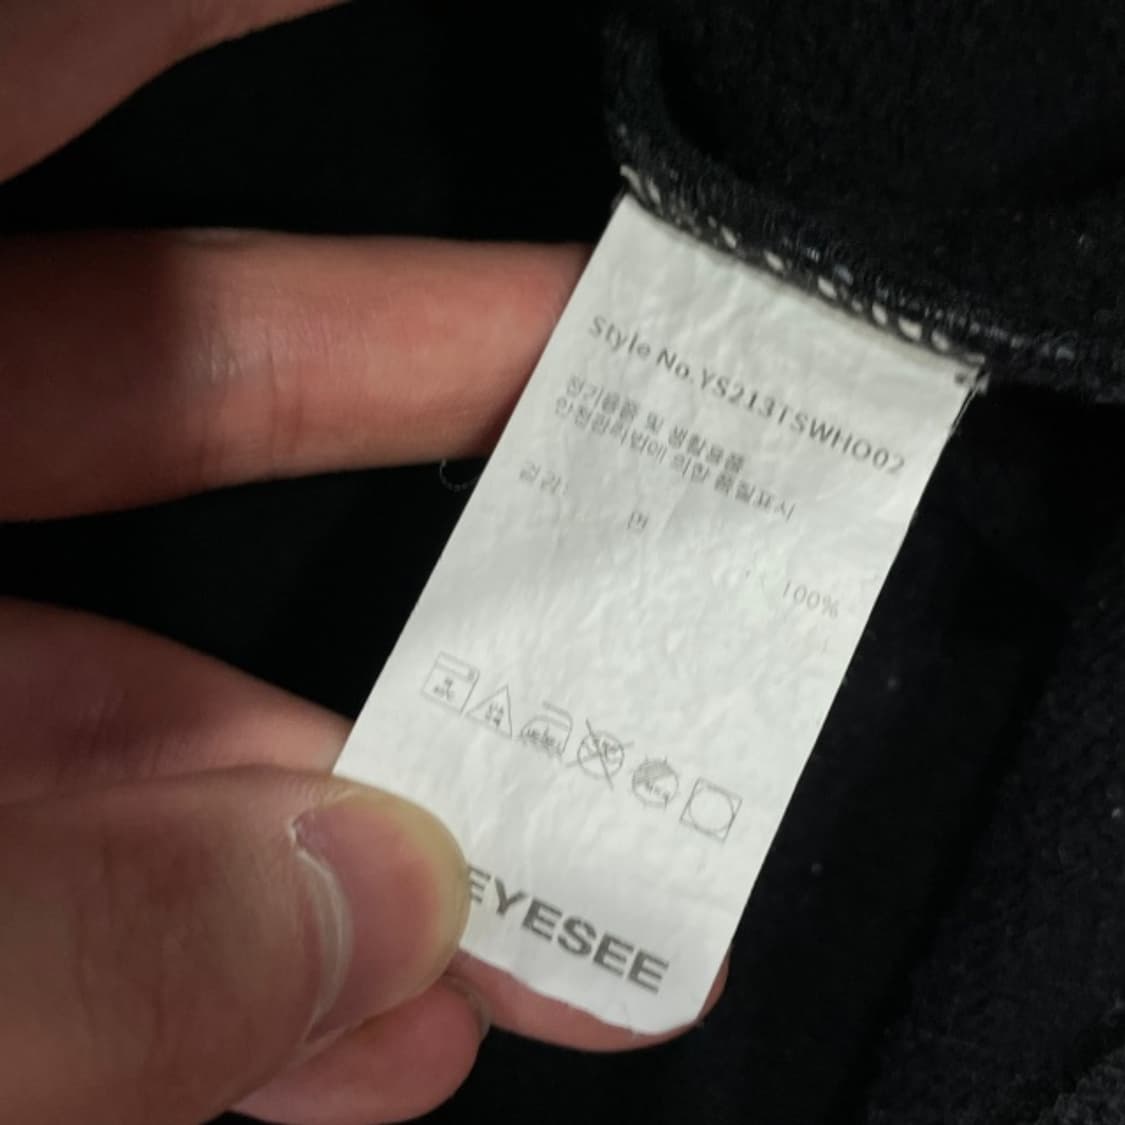 Style No.YS213TSWHO02
전기용품 및 생활용품
안전관리법에 의한 품질표시
겉감:
면
100%
EYESEE